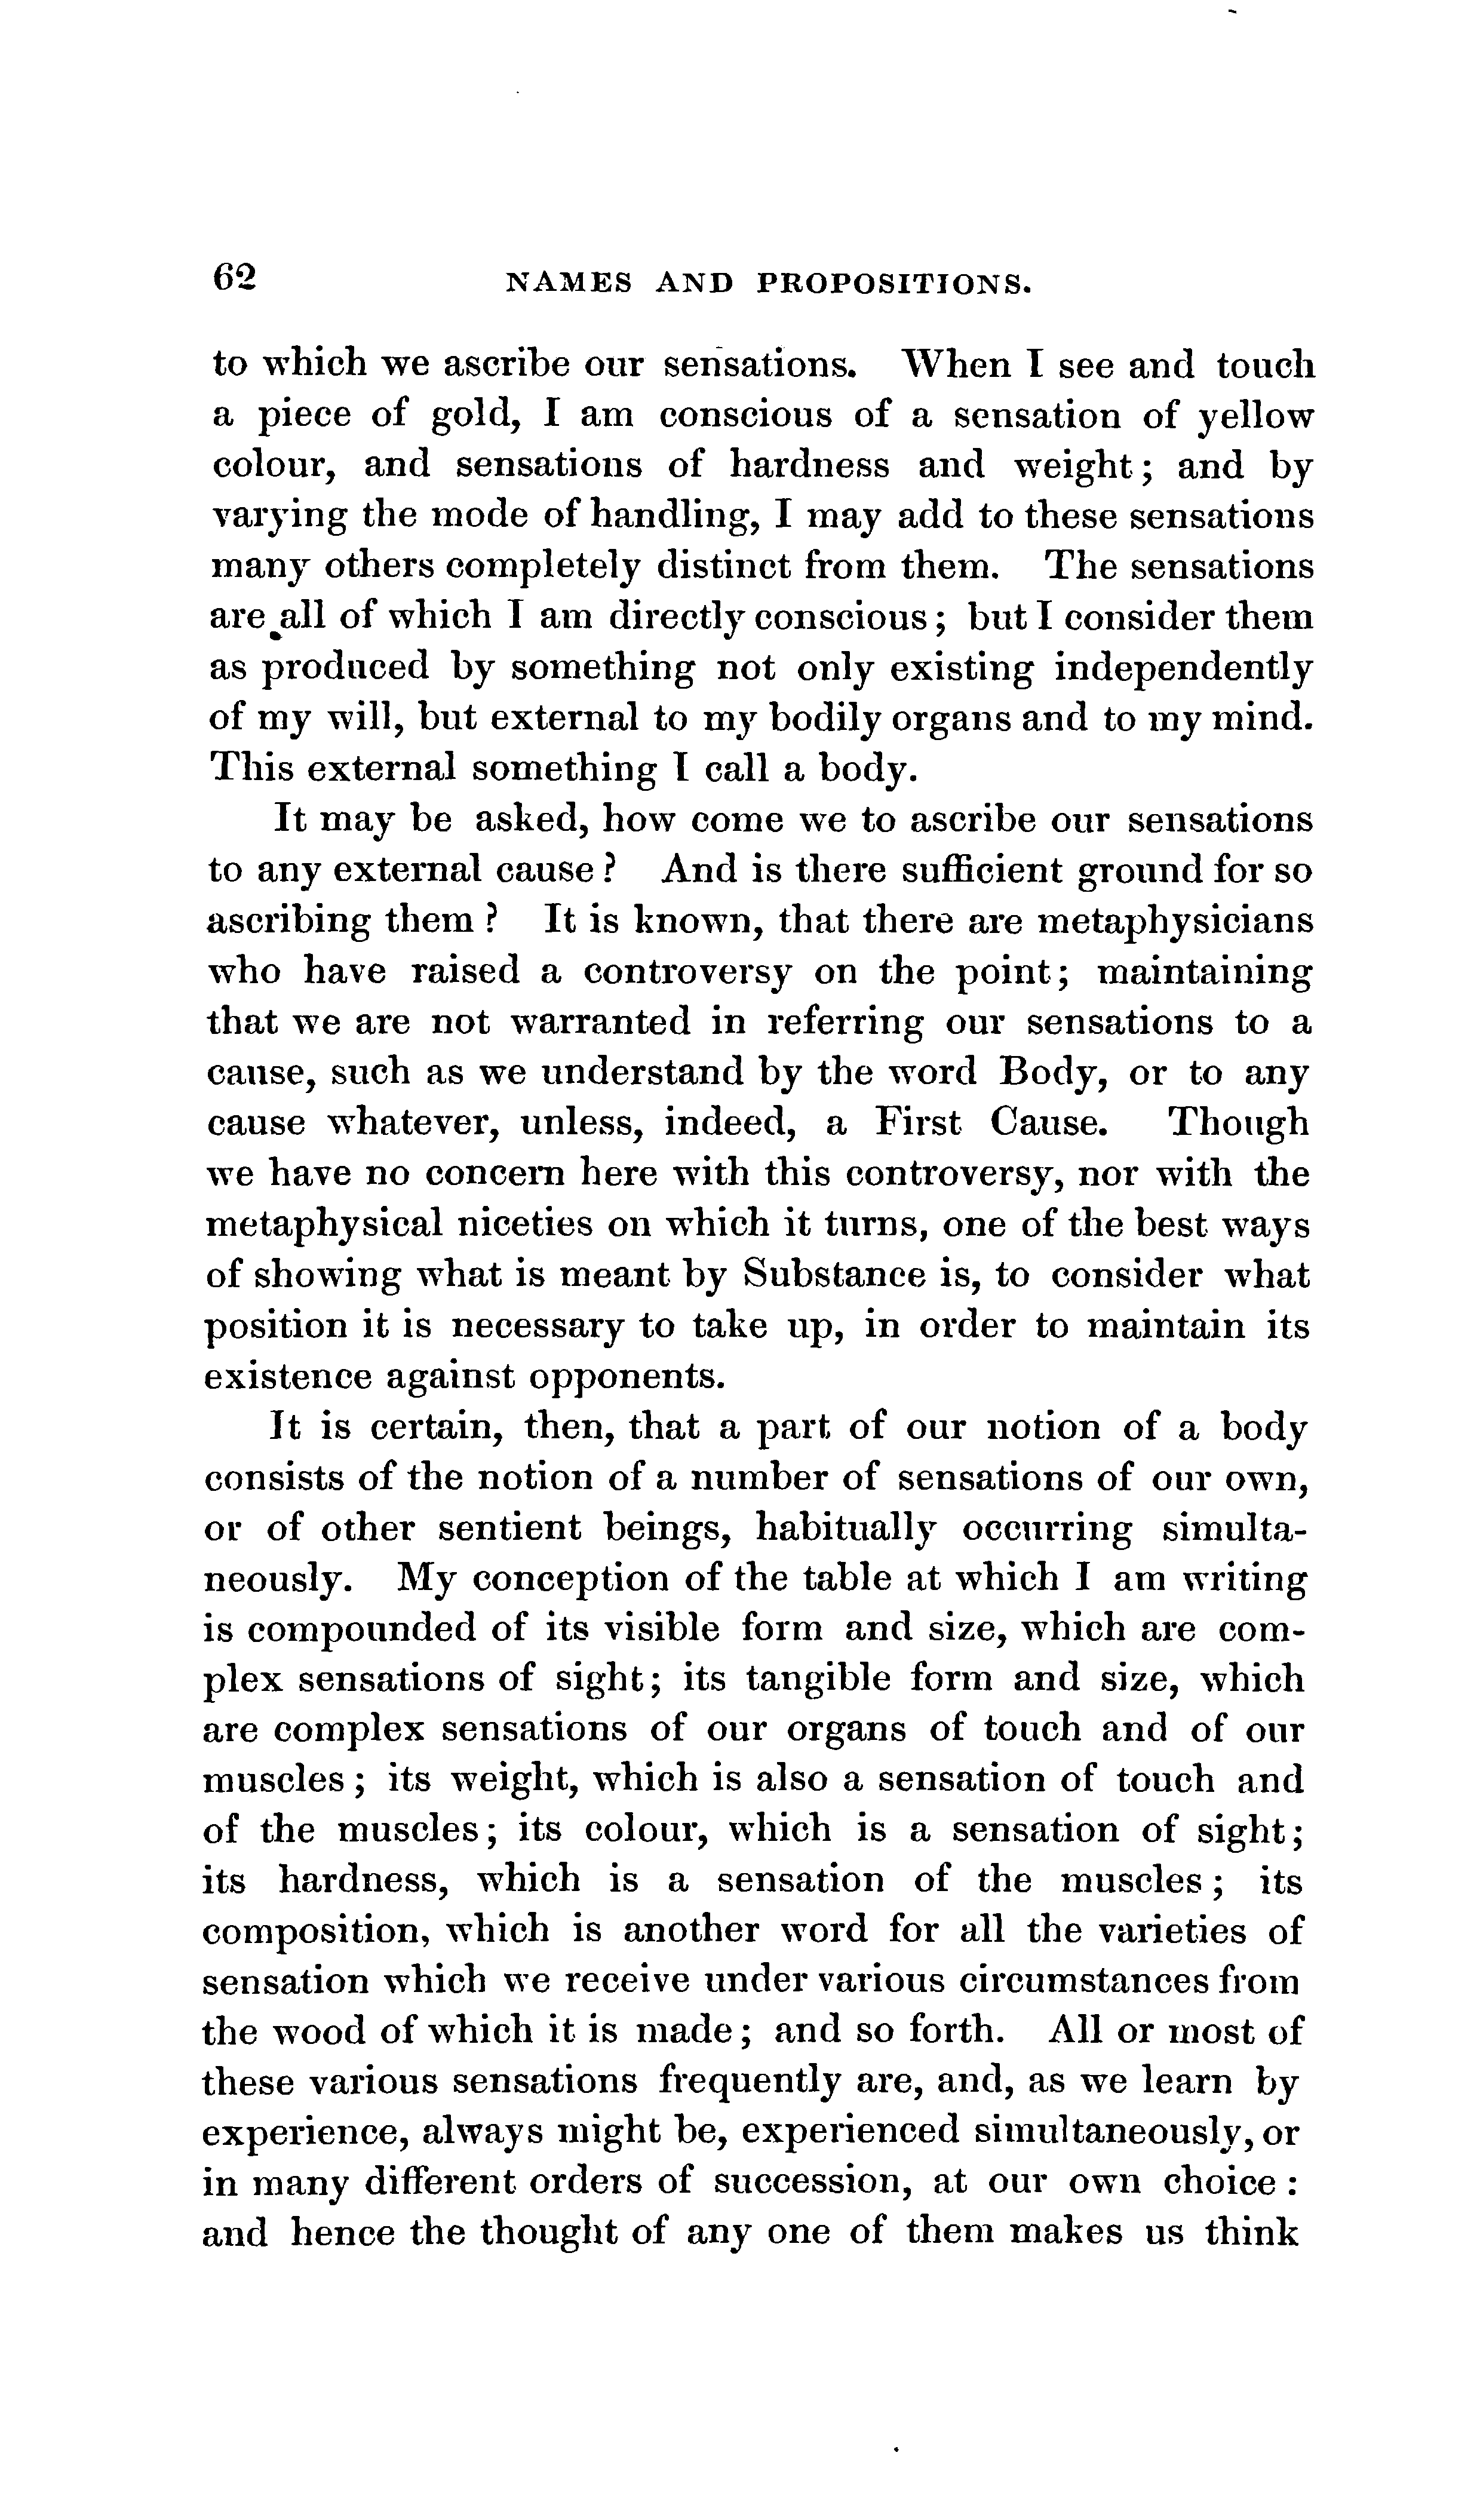 62 NAMES AND PROPOSITIONS.
to which we ascribe our sensations. When I see and touch
a piece of gold, I am conscious of a sensation of yellow
colour, and sensations of hardness and weight; and by
varying the mode of handling, I may add to these sensations
many others completely distinct from them. The sensations
are all of which I am directly conscious; but I consider them
as produced by something not only existing independently
of my will, but external to my bodily organs and to my mind.
This external something I call a body.
It may be asked, how come we to ascribe our sensations
to any external cause? And is there sufficient ground for so
ascribing them? It is known, that there are metaphysicians
who have raised a controversy on the point; maintaining
that we are not warranted in referring our sensations to a
cause, such as we understand by the word Body, or to any
cause whatever, unless, indeed, a First Cause. Though
we have no concern here with this controversy, nor with the
metaphysical niceties on which it turns, one of the best ways
of showing what is meant by Substance is, to consider what
position it is necessary to take up, in order to maintain its
existence against opponents.
It is certain, then, that a part of our notion of a body
consists of the notion of a number of sensations of our own,
or of other sentient beings, habitually occurring simulta-
neously. My conception of the table at which I am writing
is compounded of its visible form and size, which are com-
plex sensations of sight; its tangible form and size, which
are complex sensations of our organs of touch and of our
muscles; its weight, which is also a sensation of touch and
of the muscles; its colour, which is a sensation of sight;
its hardness, which is a sensation of the muscles; its
composition, which is another word for all the varieties of
sensation which we receive under various circumstances from
the wood of which it is made; and so forth. All or most of
these various sensations frequently are, and, as we learn by
experience, always might be, experienced simultaneously, or
in many different orders of succession, at our own choice:
and hence the thought of any one of them makes us think